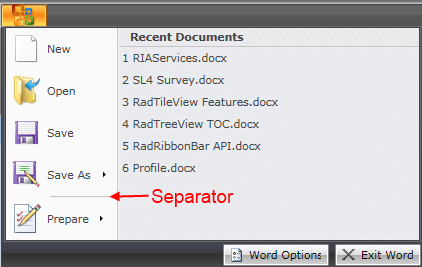 Recent Documents
New
1 RIAServices.docx
2 SL4 Survey.docx
Open
3 RadTileView Features.docx
4 RadTreeView TOC.docx
Save
5 RadRibbonBar API.docx
6 Profile.docx
Save As
Separator
Prepare
Word Options
Exit Word